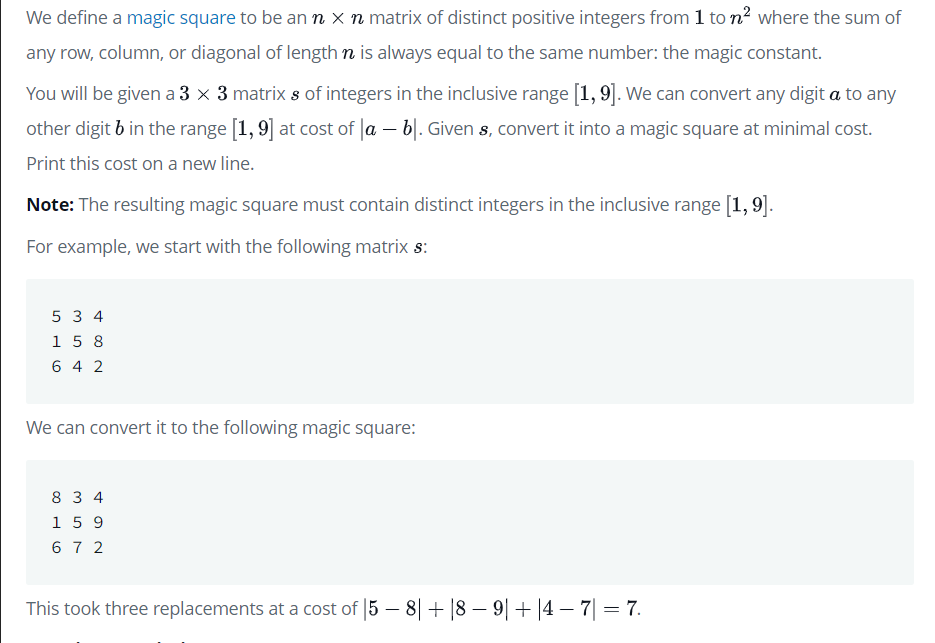 We define a magic square to be an n × n matrix of distinct positive integers from 1 to n² where the sum of
any row, column, or diagonal of length n is always equal to the same number: the magic constant.
You will be given a 3 × 3 matrix s of integers in the inclusive range [1, 9]. We can convert any digit a to any
other digit b in the range [1, 9] at cost of |a − b|. Given s, convert it into a magic square at minimal cost.
Print this cost on a new line.
Note: The resulting magic square must contain distinct integers in the inclusive range [1, 9].
For example, we start with the following matrix s:
5 3 4
1 5 8
6 4 2
We can convert it to the following magic square:
8 3 4
1 5 9
6 7 2
This took three replacements at a cost of |5 − 8| + |8 − 9| + |4 − 7| = 7.